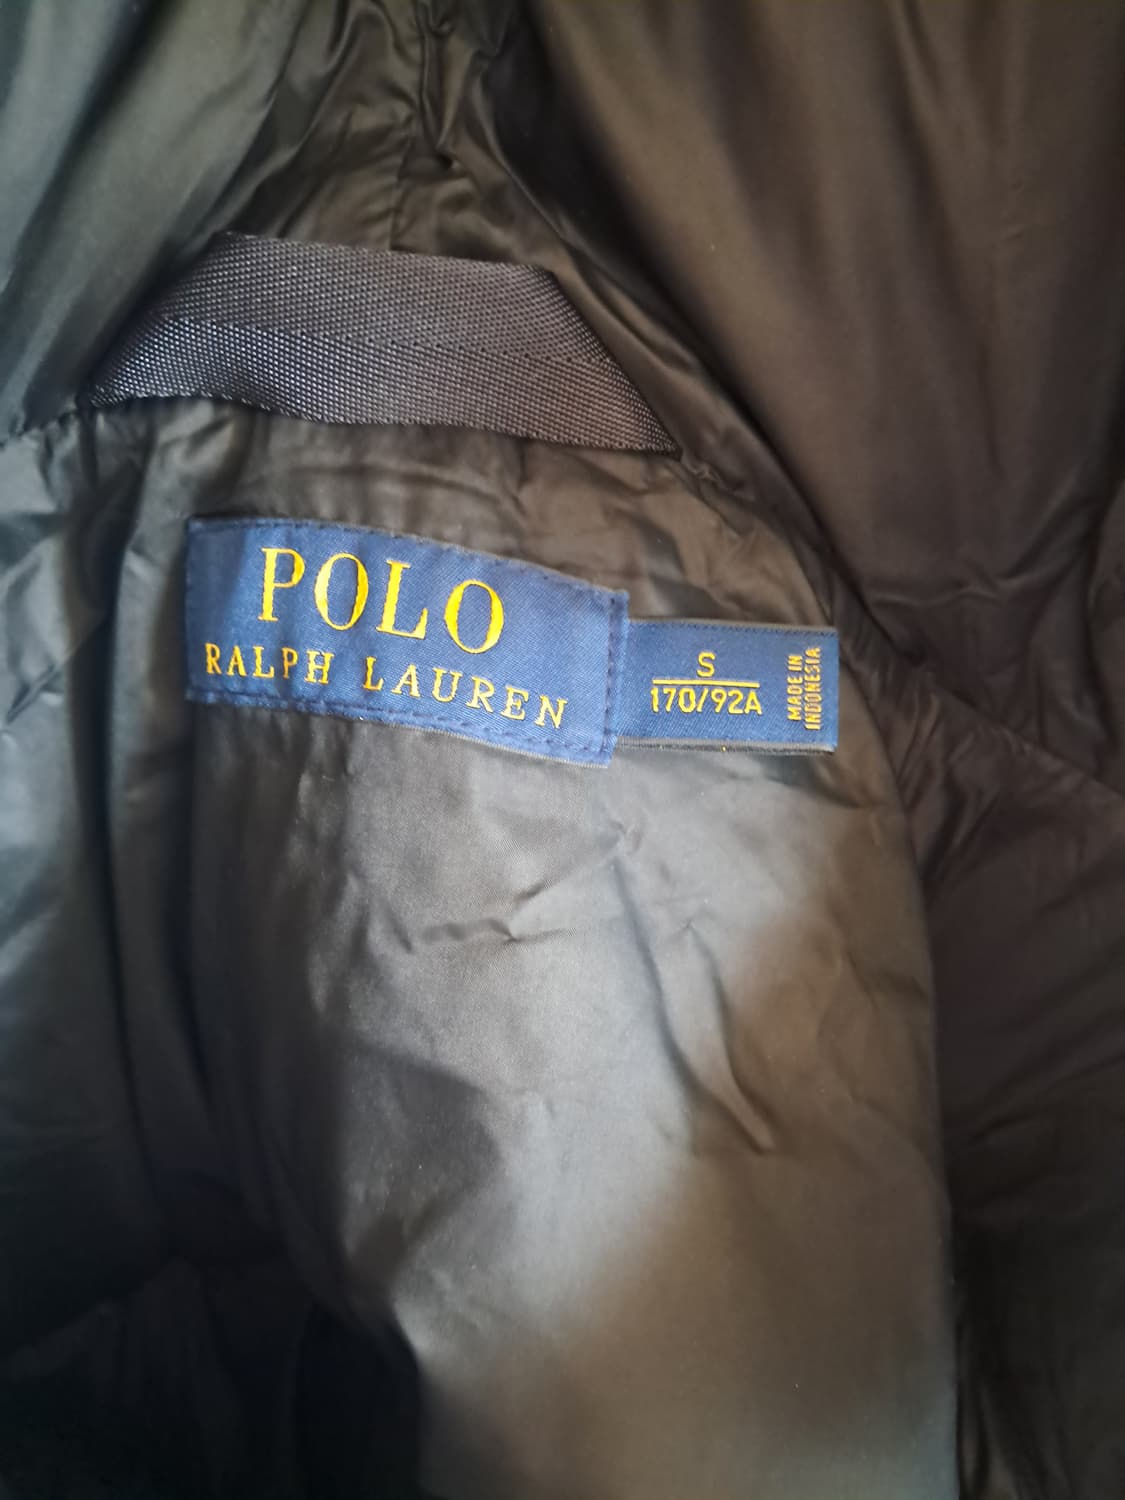 POLO
RALPH LAUREN
S
170/92A
MADE IN
INDONESIA